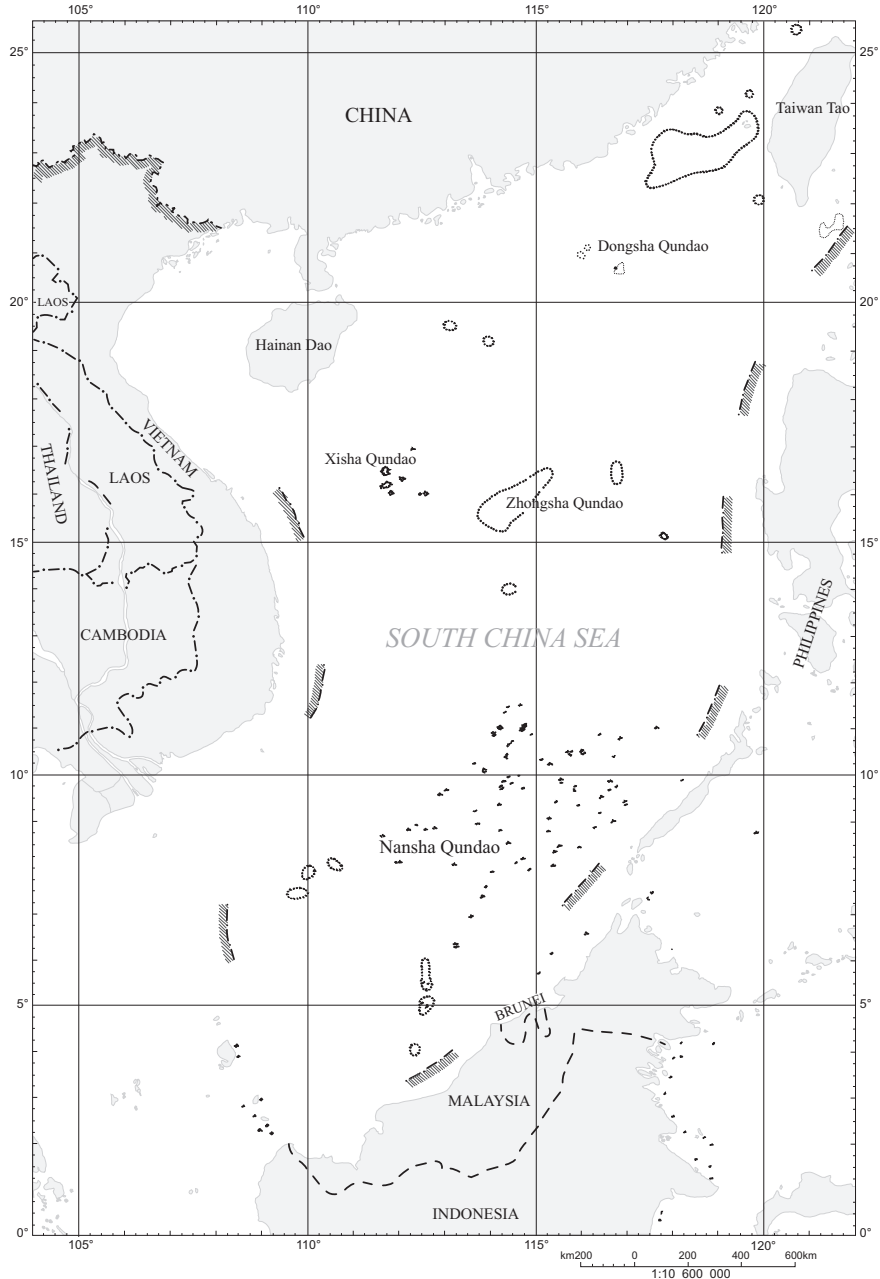 105° 110° 115° 120°
25° 25°
CHINA
Taiwan Tao
Dongsha Qundao
20° 20°
LAOS
Hainan Dao
VIETNAM
Xisha Qundao
THAILAND
LAOS
Zhongsha Qundao
15° 15°
CAMBODIA
SOUTH CHINA SEA
PHILIPPINES
10° 10°
Nansha Qundao
5° 5°
BRUNEI
MALAYSIA
INDONESIA
0° 0°
105° 110° 115° 120°
km200 0 200 400 600km
1:10 600 000